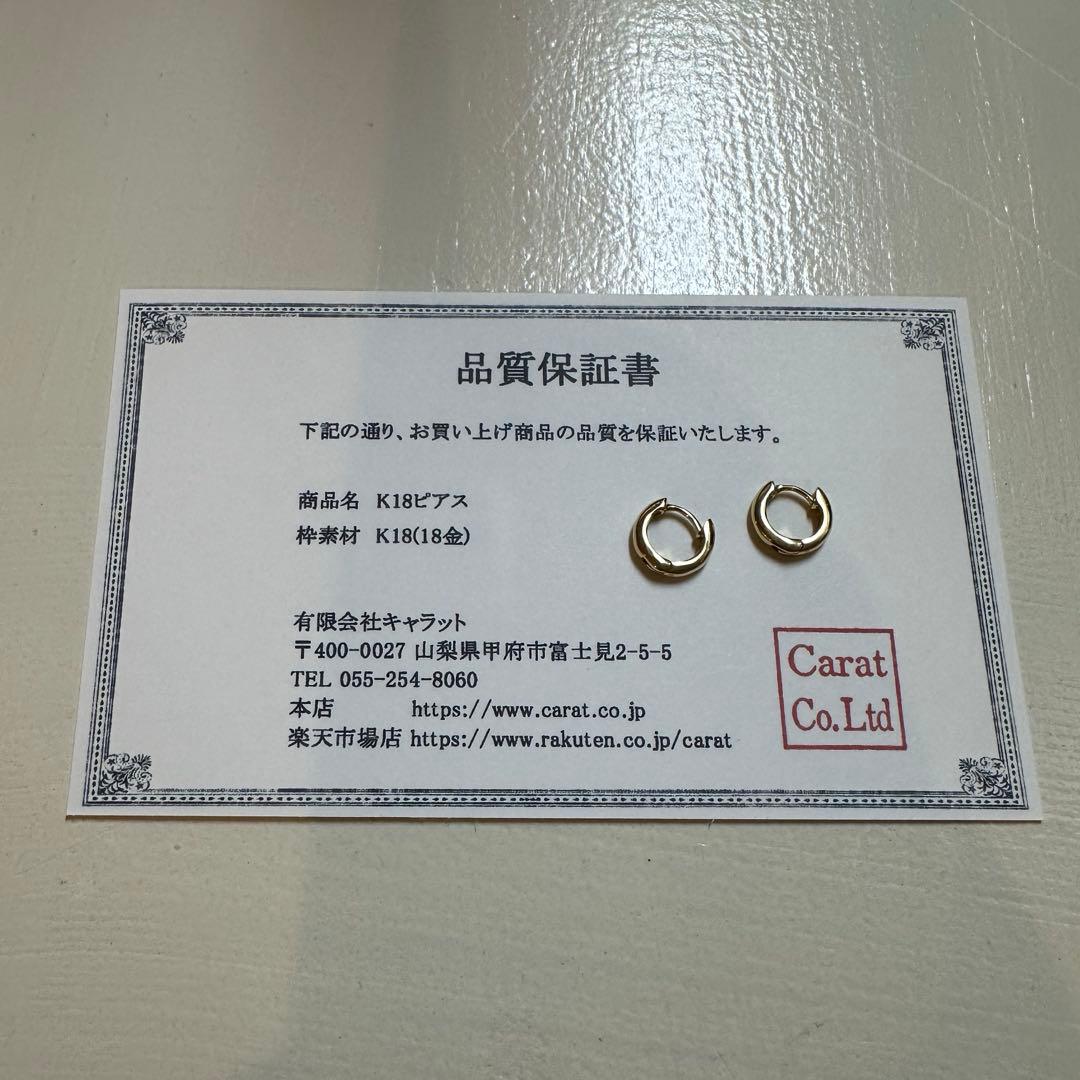 品質保証書
下記の通り、お買い上げ商品の品質を保証いたします。
商品名 K18ピアス
枠素材 K18(18金)
有限会社キャラット
〒400-0027 山梨県甲府市富士見2-5-5
TEL 055-254-8060
本店 https://www.carat.co.jp
楽天市場店 https://www.rakuten.co.jp/carat
Carat
Co.Ltd